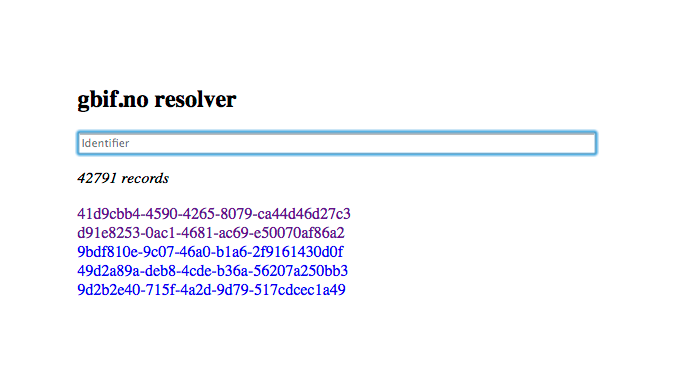 gbif.no resolver
Identifier
42791 records
41d9cbb4-4590-4265-8079-ca44d46d27c3
d91e8253-0ac1-4681-ac69-e50070af86a2
9bdf810e-9c07-46a0-b1a6-2f9161430d0f
49d2a89a-deb8-4cde-b36a-56207a250bb3
9d2b2e40-715f-4a2d-9d79-517cdcec1a49